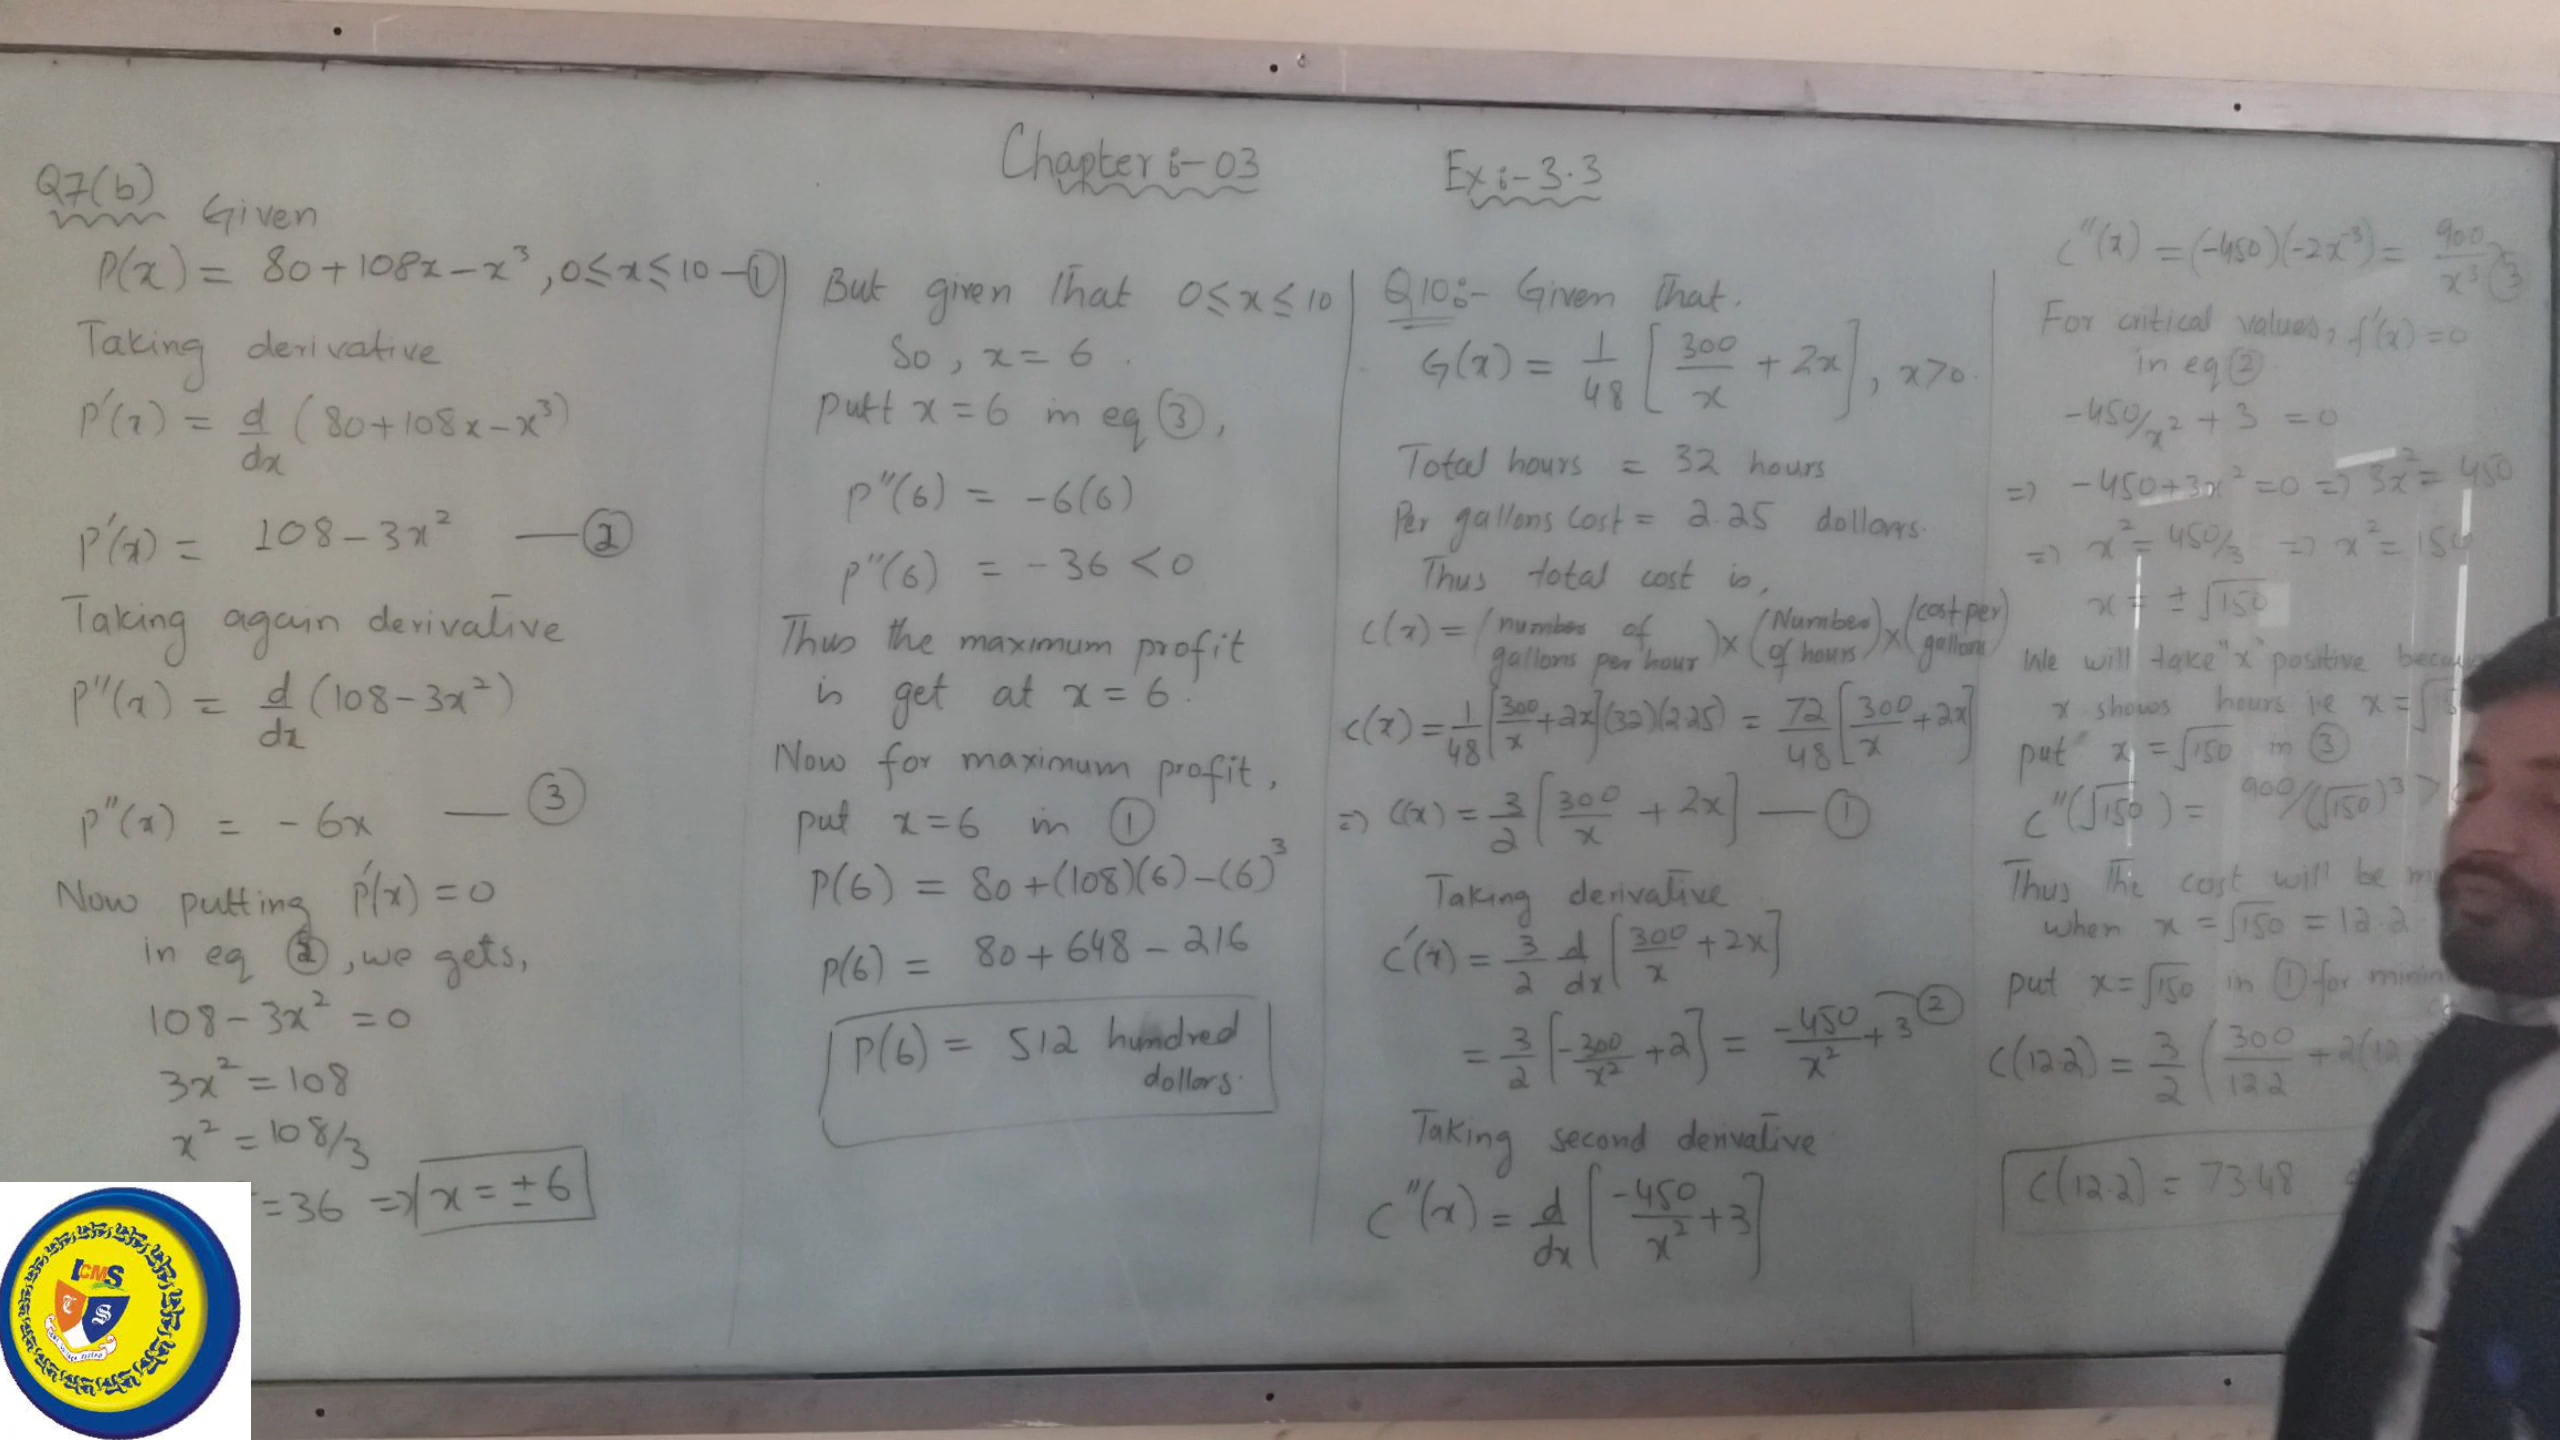 Chapter :- 03
Ex :- 3.3
Q7(b)
Given
P(x) = 80+108x-x³, 0≤x≤10 -①
Taking derivative
P'(x) = d/dx (80+108x-x³)
P'(x) = 108-3x² —②
Taking again derivative
P''(x) = d/dx (108-3x²)
P''(x) = -6x —③
Now putting P'(x) = 0
in eq ②, we gets,
108-3x² = 0
3x² = 108
x² = 108/3
= 36 => x = ±6
But given that 0≤x≤10
So, x = 6.
putt x = 6 in eq ③,
P''(6) = -6(6)
P''(6) = -36 < 0
Thus the maximum profit
is get at x = 6.
Now for maximum profit,
put x=6 in ①
P(6) = 80+(108)(6)-(6)³
P(6) = 80+648-216
P(6) = 512 hundred
dollars.
Q10:- Given that.
G(x) = 1/48 [300/x + 2x], x>0.
Total hours = 32 hours
Per gallons cost = 2.25 dollars.
Thus total cost is,
C(x) = (number of gallons per hour) × (Number of hours) × (cost per gallons)
C(x) = 1/48 [300/x + 2x](32)(2.25) = 72/48 [300/x + 2x]
=> C(x) = 3/2 [300/x + 2x] —①
Taking derivative
C'(x) = 3/2 d/dx [300/x + 2x]
= 3/2 [-300/x² + 2] = -450/x² + 3 —②
Taking second derivative
C''(x) = d/dx [-450/x² + 3]
C''(x) = (-450)(-2x⁻³) = 900/x³ ③
For critical values, f'(x) = 0
in eq ②
-450/x² + 3 = 0
=> -450+3x² = 0 => 3x² = 450
=> x² = 450/3 => x² = 150
x = ±√150
We will take "x" positive
x shows hours i.e x =
put x = √150 in ③
C''(√150) = 900/(√150)³ >
Thus the cost will be
when x = √150 = 12.2
put x = √150 in ① for
C(12.2) = 3/2 (300/12.2 + 2(12.
C(12.2) = 73.48
ICMS
T S